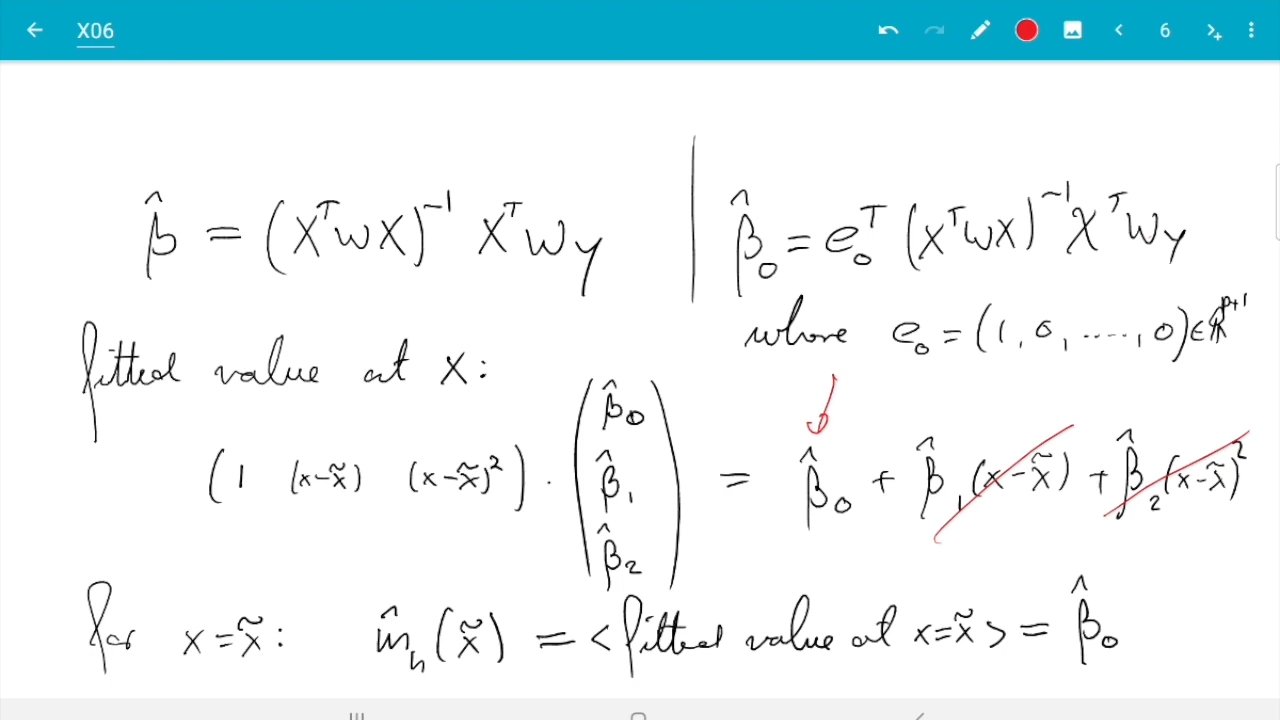 X06
6
β̂ = (XᵀWX)⁻¹ XᵀWy | β̂₀ = e₀ᵀ (XᵀWX)⁻¹ XᵀWy
where e₀ = (1, 0, ....., 0) ∈ ℝᵖ⁺¹
fitted value at x:
(1 (x-x̃) (x-x̃)²) · (β̂₀ β̂₁ β̂₂) = β̂₀ + β̂₁(x-x̃) + β̂₂(x-x̃)²
for x = x̃: m̂ₕ(x̃) = <fitted value at x=x̃> = β̂₀